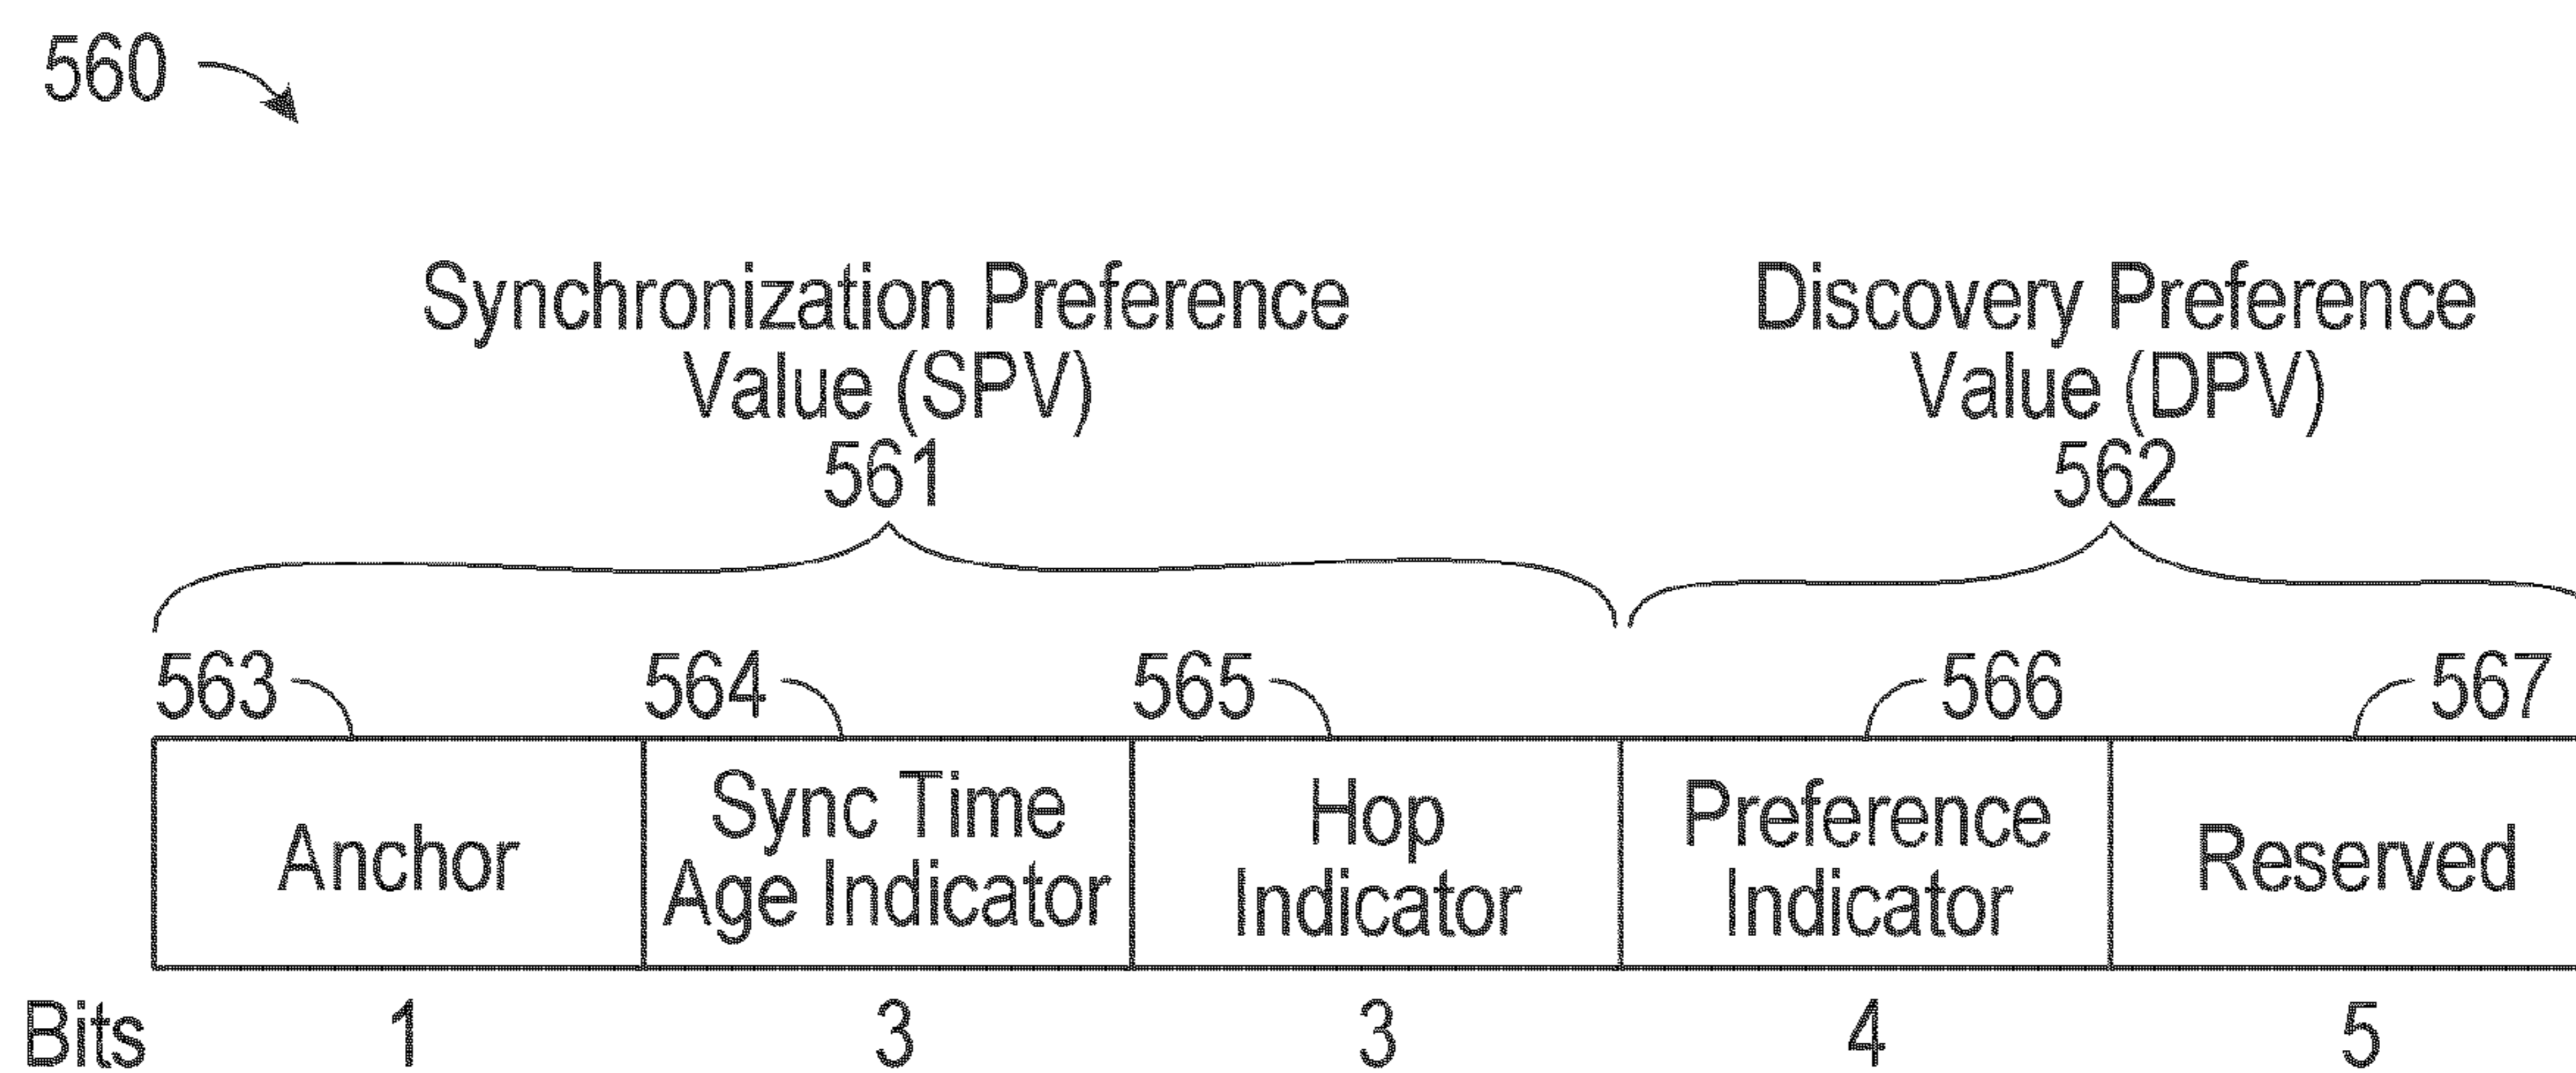 560
Synchronization Preference
Value (SPV)
561
Discovery Preference
Value (DPV)
562
563
564
565
566
567
Anchor
Sync Time
Age Indicator
Hop
Indicator
Preference
Indicator
Reserved
Bits 1 3 3 4 5